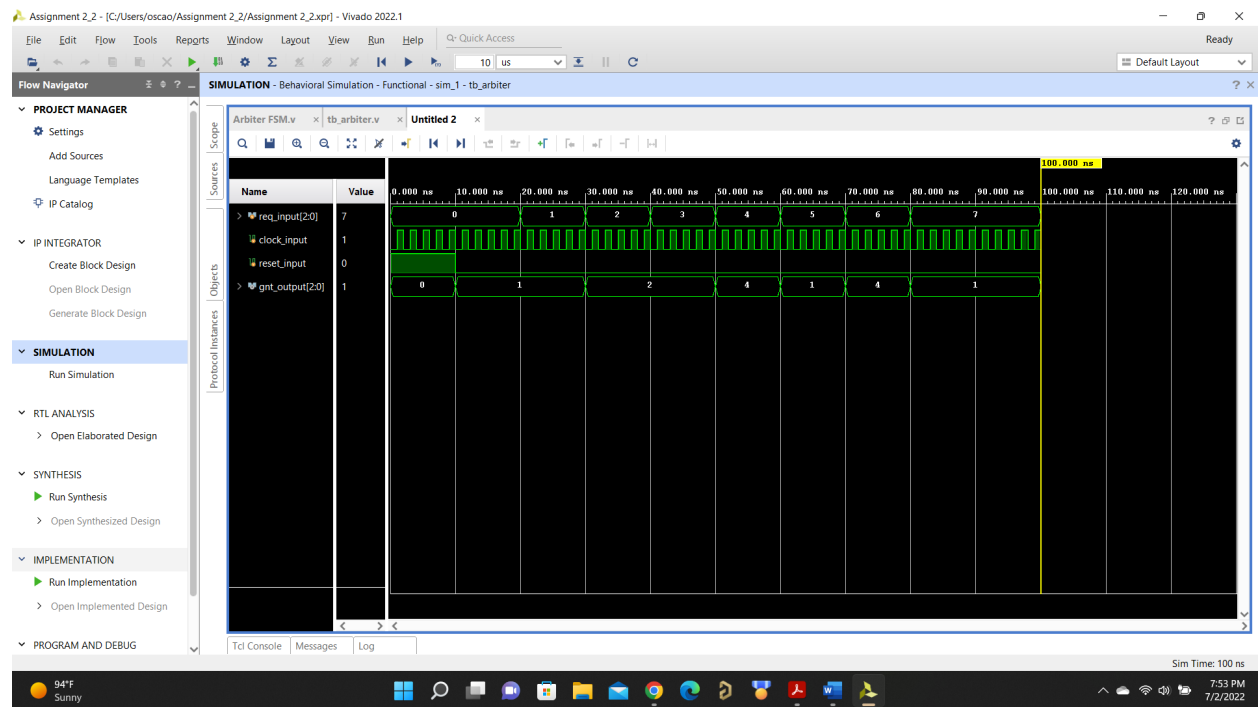 Assignment 2_2 - [C:/Users/oscao/Assignment 2_2/Assignment 2_2.xpr] - Vivado 2022.1
File Edit Flow Tools Reports Window Layout View Run Help Q- Quick Access Ready
10 us Default Layout
Flow Navigator
SIMULATION - Behavioral Simulation - Functional - sim_1 - tb_arbiter
PROJECT MANAGER
Settings
Add Sources
Language Templates
IP Catalog
IP INTEGRATOR
Create Block Design
Open Block Design
Generate Block Design
SIMULATION
Run Simulation
RTL ANALYSIS
Open Elaborated Design
SYNTHESIS
Run Synthesis
Open Synthesized Design
IMPLEMENTATION
Run Implementation
Open Implemented Design
PROGRAM AND DEBUG
Scope
Sources
Objects
Protocol Instances
Arbiter FSM.v × tb_arbiter.v × Untitled 2 ×
100.000 ns
Name Value 0.000 ns 10.000 ns 20.000 ns 30.000 ns 40.000 ns 50.000 ns 60.000 ns 70.000 ns 80.000 ns 90.000 ns 100.000 ns 110.000 ns 120.000 ns
req_input[2:0] 7 0 1 2 3 4 5 6 7
clock_input 1
reset_input 0
gnt_output[2:0] 1 0 1 2 4 1 4 1
Tcl Console Messages Log
Sim Time: 100 ns
94°F
Sunny
7:53 PM
7/2/2022